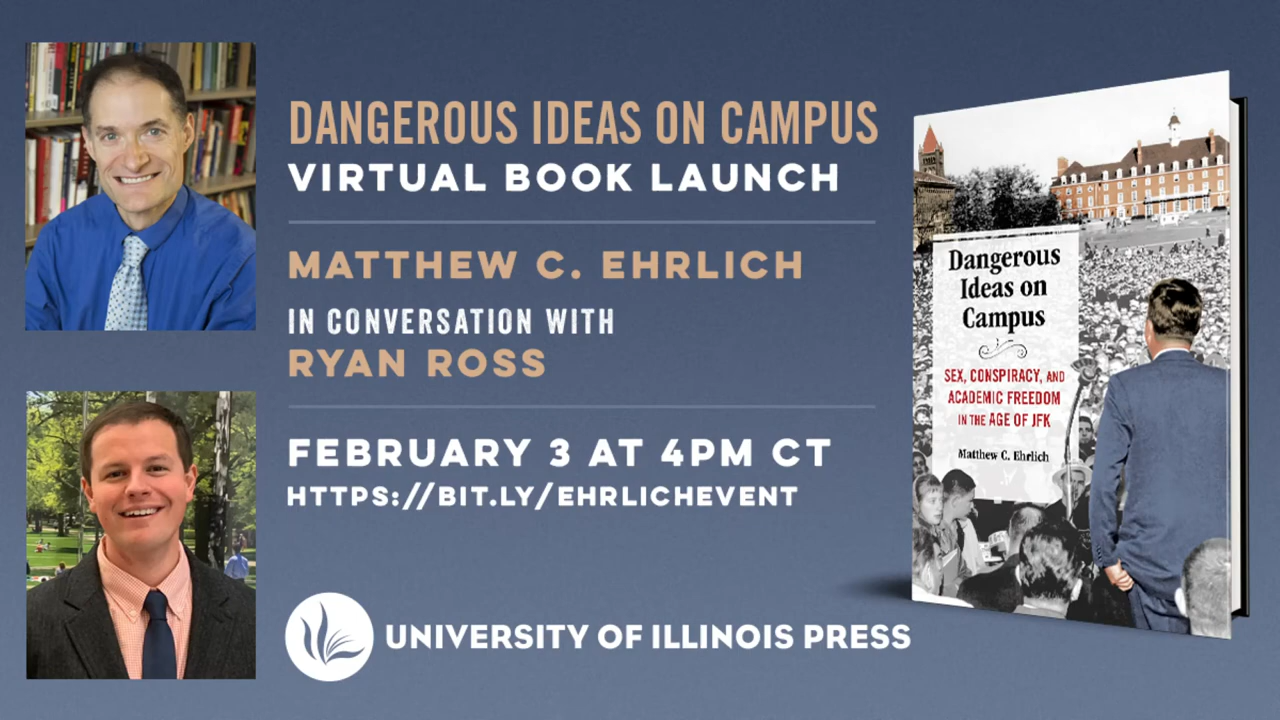 DANGEROUS IDEAS ON CAMPUS
VIRTUAL BOOK LAUNCH
MATTHEW C. EHRLICH
IN CONVERSATION WITH
RYAN ROSS
FEBRUARY 3 AT 4PM CT
HTTPS://BIT.LY/EHRLICHEVENT
UNIVERSITY OF ILLINOIS PRESS
Dangerous
Ideas on
Campus
SEX, CONSPIRACY, AND
ACADEMIC FREEDOM
IN THE AGE OF JFK
Matthew C. Ehrlich